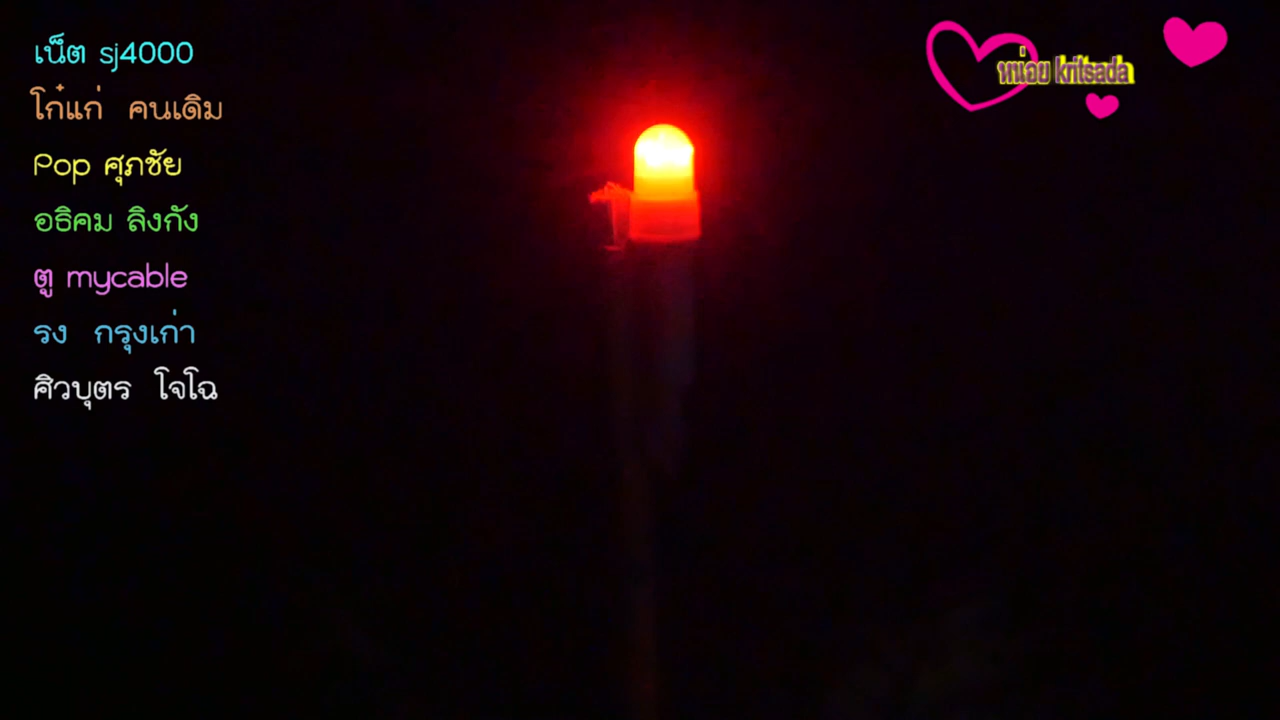 เน็ต sj4000
โก๋แก่ คนเดิม
Pop ศุภชัย
อธิคม ลิงกัง
ตู mycable
รง กรุงเก่า
ศิวบุตร โจโฉ
หน่อย kritsada